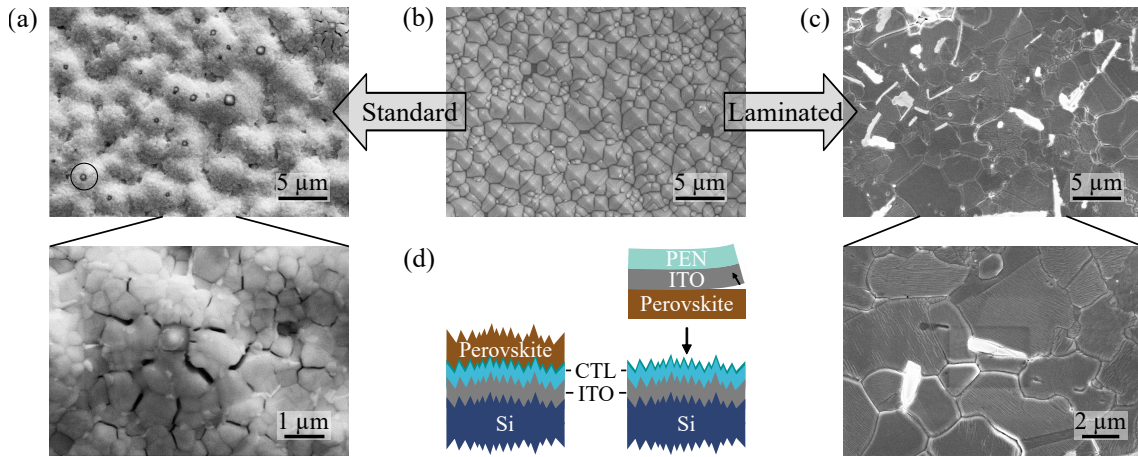 (a)
(b)
(c)
Standard
Laminated
5 µm
5 µm
5 µm
(d)
PEN
ITO
Perovskite
Perovskite
CTL
ITO
Si
Si
1 µm
2 µm